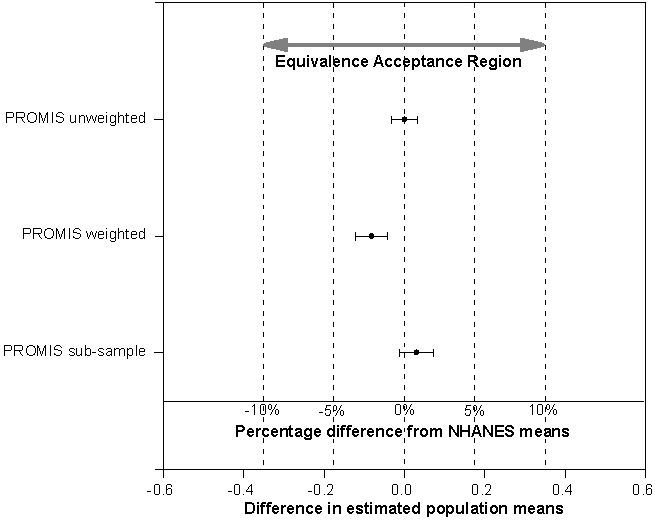 Equivalence Acceptance Region
PROMIS unweighted
PROMIS weighted
PROMIS sub-sample
-10% -5% 0% 5% 10%
Percentage difference from NHANES means
-0.6 -0.4 -0.2 0.0 0.2 0.4 0.6
Difference in estimated population means